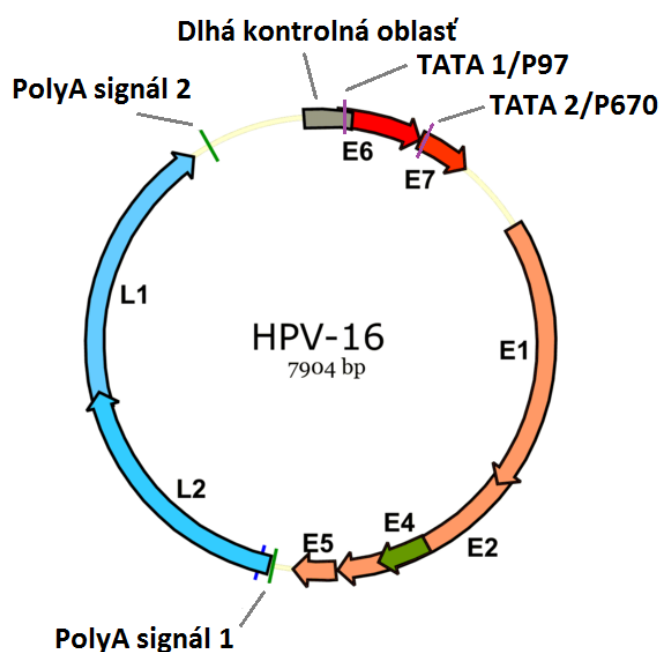 Dlhá kontrolná oblasť
TATA 1/P97
PolyA signál 2
TATA 2/P670
E6
E7
L1
HPV-16
7904 bp
E1
L2
E4
E5
E2
PolyA signál 1